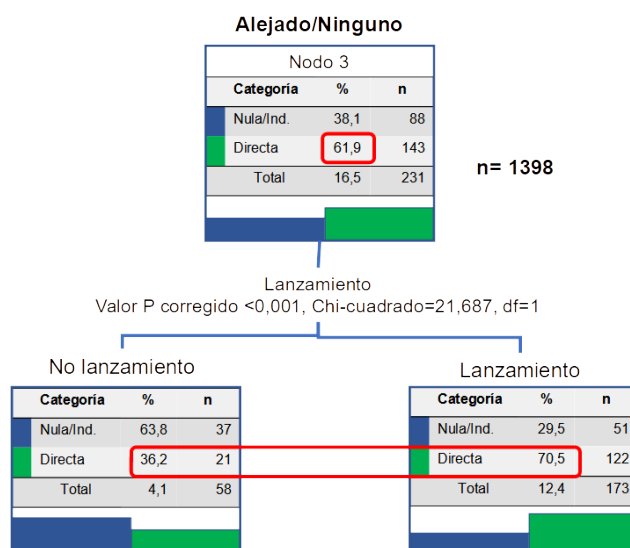 Alejado/Ninguno
Nodo 3
Categoría % n
Nula/Ind. 38,1 88
Directa 61,9 143
Total 16,5 231
n= 1398
Lanzamiento
Valor P corregido <0,001, Chi-cuadrado=21,687, df=1
No lanzamiento
Categoría % n
Nula/Ind. 63,8 37
Directa 36,2 21
Total 4,1 58
Lanzamiento
Categoría % n
Nula/Ind. 29,5 51
Directa 70,5 122
Total 12,4 173